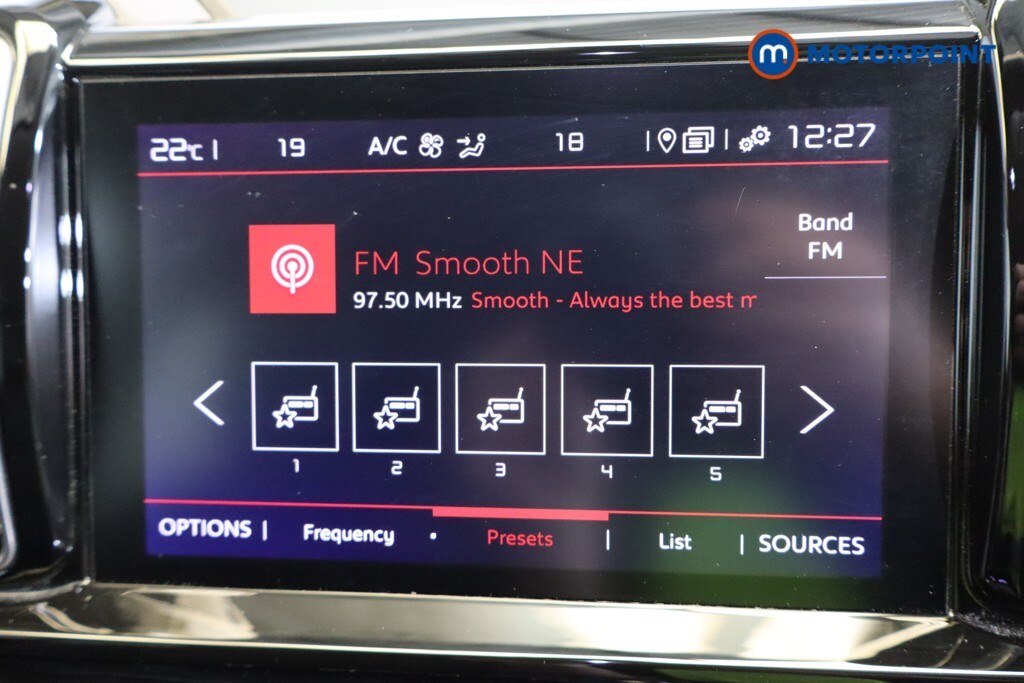 m MOTORPOINT
22°C | 19 A/C 18 | | 12:27
Band
FM
FM Smooth NE
97.50 MHz Smooth - Always the best m
1 2 3 4 5
OPTIONS | Frequency • Presets | List | SOURCES